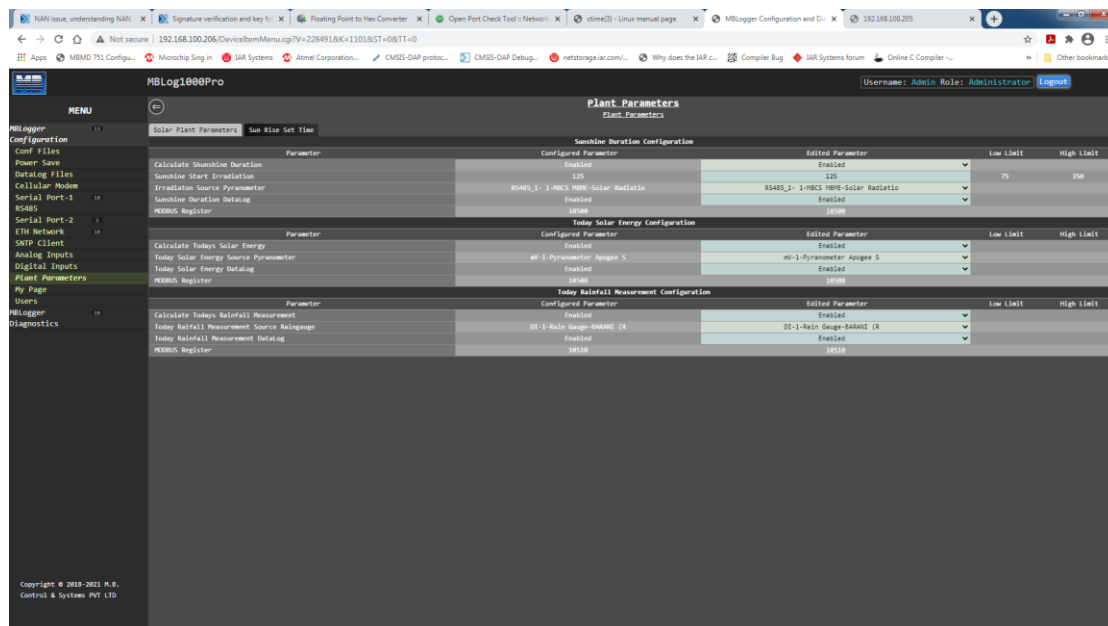 NAN issue, understanding NAN,
Signature verification and key for
Floating Point to Hex Converter
Open Port Check Tool :: Network
ctime(3) - Linux manual page
MBLogger Configuration and Dia
192.168.100.205
Not secure | 192.168.100.206/DeviceItemMenu.cgi?V=228491&K=1101&ST=0&TT=0
Apps
MBMD 751 Configu...
Microchip Sing in
IAR Systems
Atmel Corporation...
CMSIS-DAP protoc...
CMSIS-DAP Debug...
netstorage.iar.com/...
Why does the IAR c...
Compiler Bug
IAR Systems forum
Online C Compiler -...
Other bookmark
MBLog1000Pro
Username: Admin Role: Administrator Logout
MENU
MBLogger 13
Configuration
Conf Files
Power Save
DataLog Files
Cellular Modem
Serial Port-1
RS485
Serial Port-2
ETH Network
SNTP Client
Analog Inputs
Digital Inputs
Plant Parameters
My Page
Users
MBLogger
Diagnostics
Copyright © 2018-2021 M.B.
Control & Systems PVT LTD
Plant Parameters
Plant Parameters
Solar Plant Parameters Sun Rise Set Time
Sunshine Duration Configuration
Parameter Configured Parameter Edited Parameter Low Limit High Limit
Calculate Shunshine Duration Enabled Enabled
Sunshine Start Irradiation 125 125 75 350
Irradiaton Source Pyranometer RS485_1- 1-MBCS MBME-Solar Radiatio RS485_1- 1-MBCS MBME-Solar Radiatio
Sunshine Duration DataLog Enabled Enabled
MODBUS Register 10500 10500
Today Solar Energy Configuration
Parameter Configured Parameter Edited Parameter Low Limit High Limit
Calculate Todays Solar Energy Enabled Enabled
Today Solar Energy Source Pyranometer mV-1-Pyranometer Apogee S mV-1-Pyranometer Apogee S
Today Solar Energy DataLog Enabled Enabled
MODBUS Register
Today Rainfall Measurement Configuration
Parameter Configured Parameter Edited Parameter Low Limit High Limit
Calculate Todays Rainfall Measurement Enabled Enabled
Today Raifall Measurement Source Raingauge DI-1-Rain Gauge-BARANI (R DI-1-Rain Gauge-BARANI (R
Today Rainfall Measurement DataLog Enabled Enabled
MODBUS Register 10510 10510